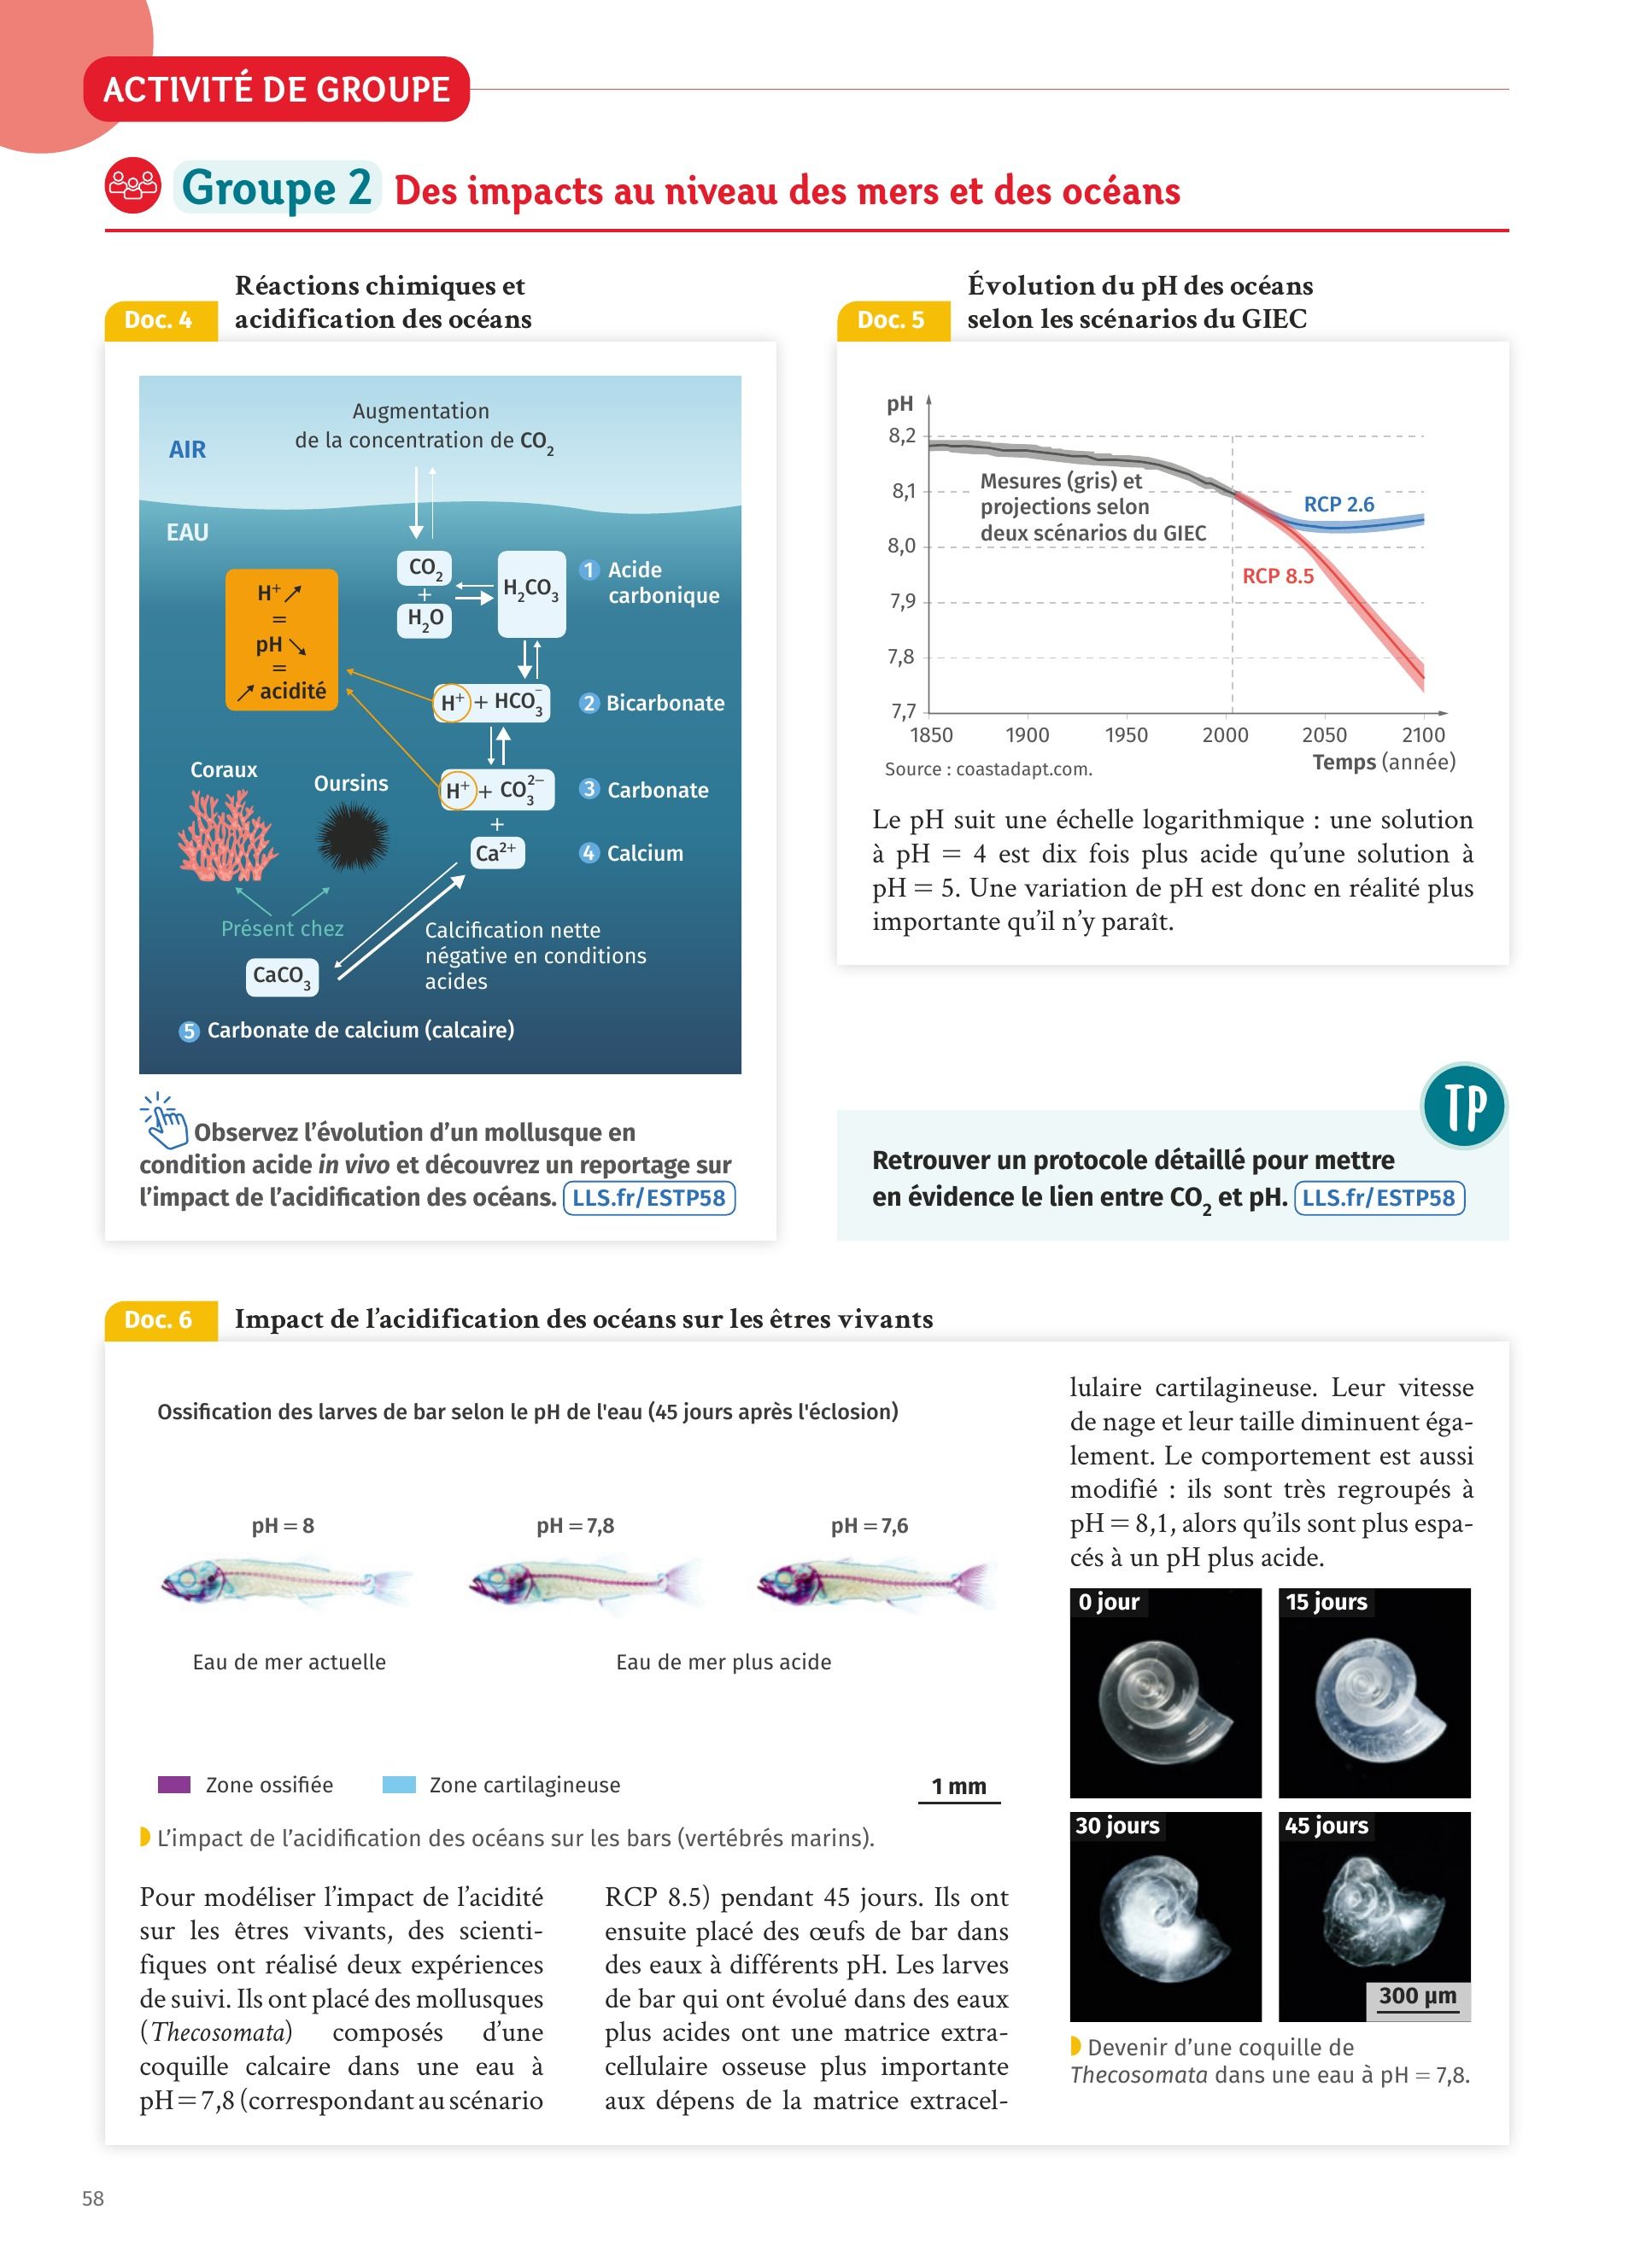 ACTIVITÉ DE GROUPE
Groupe 2 Des impacts au niveau des mers et des océans
Doc. 4
Réactions chimiques et
acidification des océans
AIR
Augmentation
de la concentration de CO₂
EAU
CO₂
+
H₂O
H₂CO₃
1 Acide
carbonique
H⁺ ↗
=
pH ↘
=
↗ acidité
H⁺ + HCO₃⁻
2 Bicarbonate
H⁺ + CO₃²⁻
3 Carbonate
+
Ca²⁺
4 Calcium
Coraux
Oursins
Présent chez
CaCO₃
Calcification nette
négative en conditions
acides
5 Carbonate de calcium (calcaire)
Observez l’évolution d’un mollusque en
condition acide in vivo et découvrez un reportage sur
l’impact de l’acidification des océans. LLS.fr/ESTP58
Doc. 5
Évolution du pH des océans
selon les scénarios du GIEC
pH
8,2
8,1
8,0
7,9
7,8
7,7
Mesures (gris) et
projections selon
deux scénarios du GIEC
RCP 2.6
RCP 8.5
1850 1900 1950 2000 2050 2100
Temps (année)
Source : coastadapt.com.
Le pH suit une échelle logarithmique : une solution
à pH = 4 est dix fois plus acide qu’une solution à
pH = 5. Une variation de pH est donc en réalité plus
importante qu’il n’y paraît.
TP
Retrouver un protocole détaillé pour mettre
en évidence le lien entre CO₂ et pH. LLS.fr/ESTP58
Doc. 6
Impact de l’acidification des océans sur les êtres vivants
Ossification des larves de bar selon le pH de l'eau (45 jours après l'éclosion)
pH = 8
pH = 7,8
pH = 7,6
Eau de mer actuelle
Eau de mer plus acide
Zone ossifiée
Zone cartilagineuse
1 mm
L’impact de l’acidification des océans sur les bars (vertébrés marins).
Pour modéliser l’impact de l’acidité
sur les êtres vivants, des scienti-
fiques ont réalisé deux expériences
de suivi. Ils ont placé des mollusques
(Thecosomata) composés d’une
coquille calcaire dans une eau à
pH = 7,8 (correspondant au scénario
RCP 8.5) pendant 45 jours. Ils ont
ensuite placé des œufs de bar dans
des eaux à différents pH. Les larves
de bar qui ont évolué dans des eaux
plus acides ont une matrice extra-
cellulaire osseuse plus importante
aux dépens de la matrice extracel-
lulaire cartilagineuse. Leur vitesse
de nage et leur taille diminuent éga-
lement. Le comportement est aussi
modifié : ils sont très regroupés à
pH = 8,1, alors qu’ils sont plus espa-
cés à un pH plus acide.
0 jour
15 jours
30 jours
45 jours
300 µm
Devenir d’une coquille de
Thecosomata dans une eau à pH = 7,8.
58